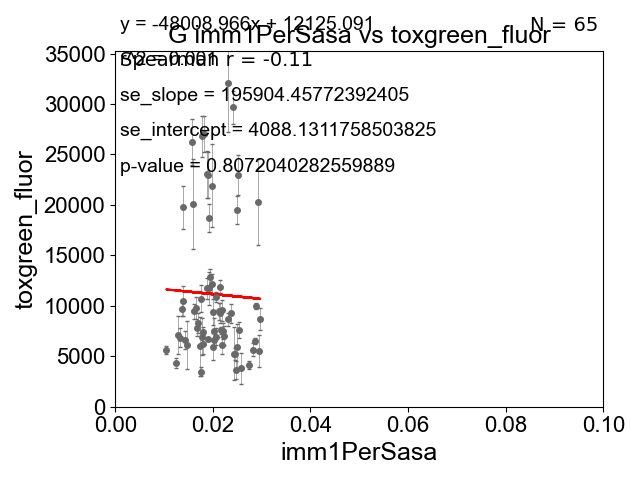 y = -48008.966x + 12125.091
N = 65
G imm1PerSasa vs toxgreen_fluor
Spearman r = -0.11
se_slope = 195904.45772392405
se_intercept = 4088.1311758503825
p-value = 0.8072040282559889
toxgreen_fluor
35000
30000
25000
20000
15000
10000
5000
0
0.00 0.02 0.04 0.06 0.08 0.10
imm1PerSasa